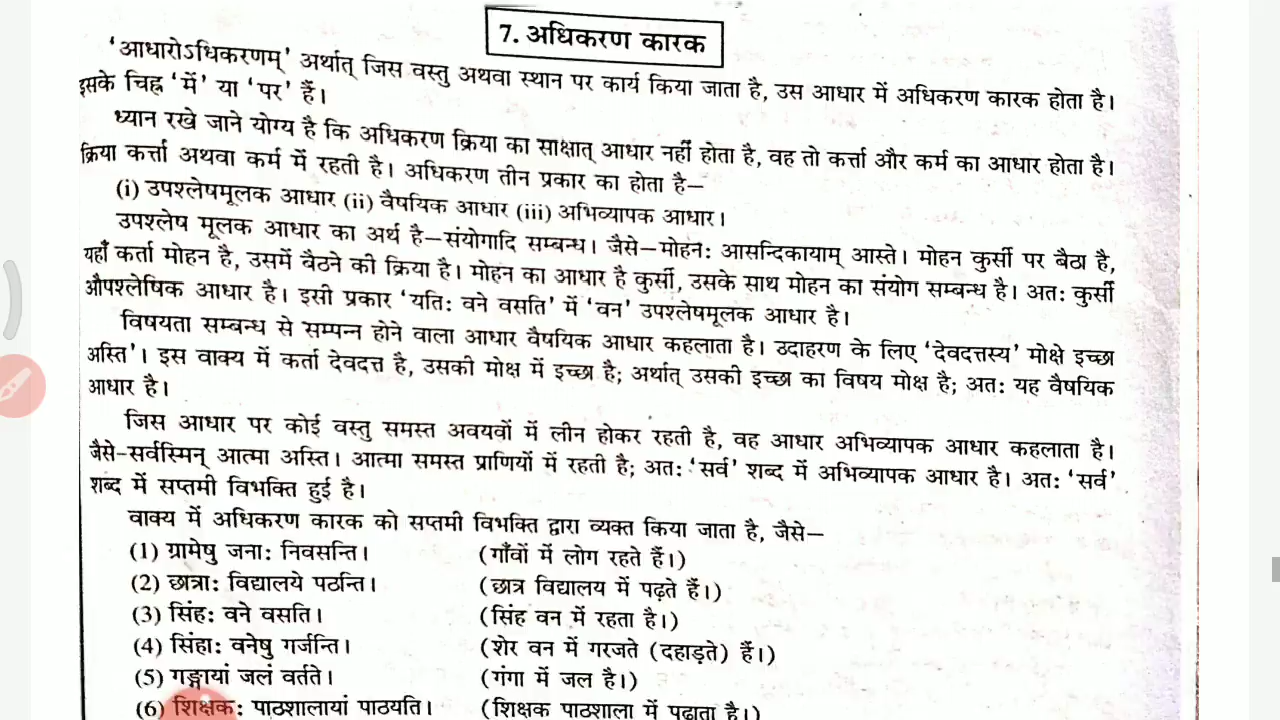 7. अधिकरण कारक
‘आधारोऽधिकरणम्’ अर्थात् जिस वस्तु अथवा स्थान पर कार्य किया जाता है, उस आधार में अधिकरण कारक होता है।
इसके चिह्न ‘में’ या ‘पर’ हैं।
ध्यान रखे जाने योग्य है कि अधिकरण क्रिया का साक्षात् आधार नहीं होता है, वह तो कर्त्ता और कर्म का आधार होता है।
क्रिया कर्त्ता अथवा कर्म में रहती है। अधिकरण तीन प्रकार का होता है–
(i) उपश्लेषमूलक आधार (ii) वैषयिक आधार (iii) अभिव्यापक आधार।
उपश्लेष मूलक आधार का अर्थ है–संयोगादि सम्बन्ध। जैसे–मोहनः आसन्दिकायाम् आस्ते। मोहन कुर्सी पर बैठा है,
यहाँ कर्ता मोहन है, उसमें बैठने की क्रिया है। मोहन का आधार है कुर्सी, उसके साथ मोहन का संयोग सम्बन्ध है। अतः कुर्सी
औपश्लेषिक आधार है। इसी प्रकार ‘यतिः वने वसति’ में ‘वन’ उपश्लेषमूलक आधार है।
विषयता सम्बन्ध से सम्पन्न होने वाला आधार वैषयिक आधार कहलाता है। उदाहरण के लिए ‘देवदत्तस्य’ मोक्षे इच्छा
अस्ति’। इस वाक्य में कर्ता देवदत्त है, उसकी मोक्ष में इच्छा है; अर्थात् उसकी इच्छा का विषय मोक्ष है; अतः यह वैषयिक
आधार है।
जिस आधार पर कोई वस्तु समस्त अवयवों में लीन होकर रहती है, वह आधार अभिव्यापक आधार कहलाता है।
जैसे-सर्वस्मिन् आत्मा अस्ति। आत्मा समस्त प्राणियों में रहती है; अतः ‘सर्व’ शब्द में अभिव्यापक आधार है। अतः ‘सर्व’
शब्द में सप्तमी विभक्ति हुई है।
वाक्य में अधिकरण कारक को सप्तमी विभक्ति द्वारा व्यक्त किया जाता है, जैसे–
(1) ग्रामेषु जनाः निवसन्ति। (गाँवों में लोग रहते हैं।)
(2) छात्राः विद्यालये पठन्ति। (छात्र विद्यालय में पढ़ते हैं।)
(3) सिंहः वने वसति। (सिंह वन में रहता है।)
(4) सिंहाः वनेषु गर्जन्ति। (शेर वन में गरजते (दहाड़ते) हैं।)
(5) गङ्गायां जलं वर्तते। (गंगा में जल है।)
(6) शिक्षकः पाठशालायां पाठयति। (शिक्षक पाठशाला में पढ़ाता है।)